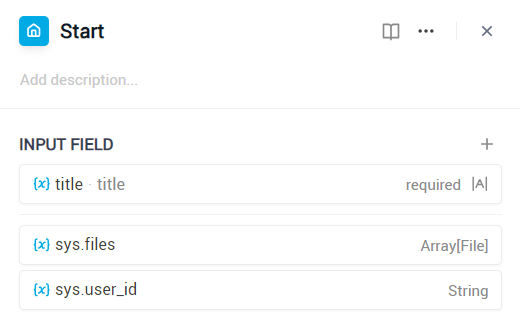 Start
Add description...
INPUT FIELD
{x} title · title required |A|
{x} sys.files Array[File]
{x} sys.user_id String